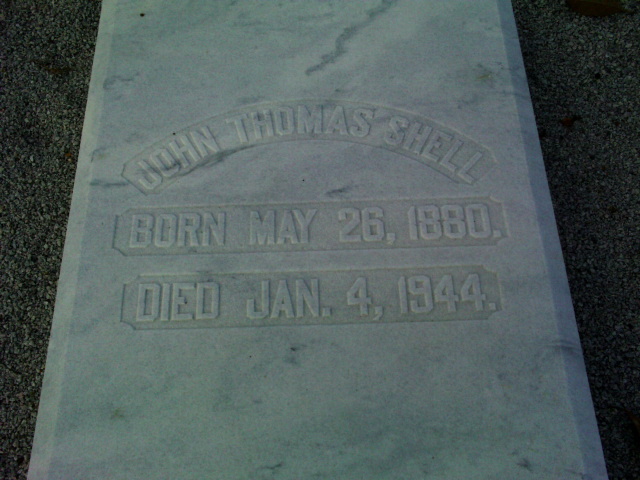 JOHN THOMAS SHELL
BORN MAY 26, 1880.
DIED JAN. 4, 1944.